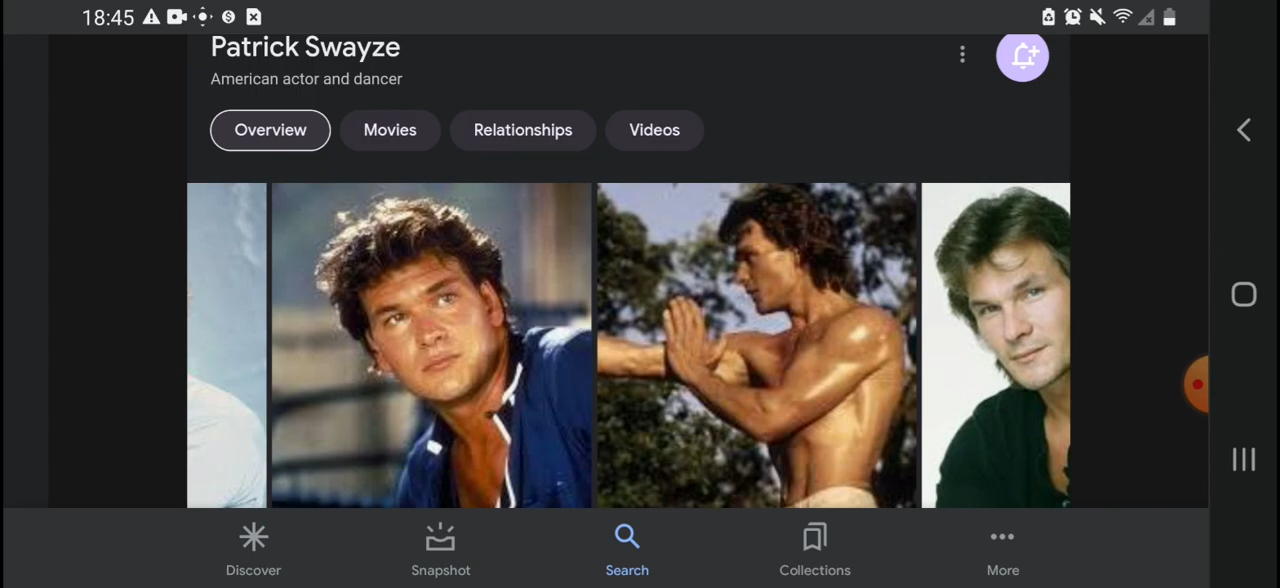 18:45
Patrick Swayze
American actor and dancer
Overview Movies Relationships Videos
Discover Snapshot Search Collections More